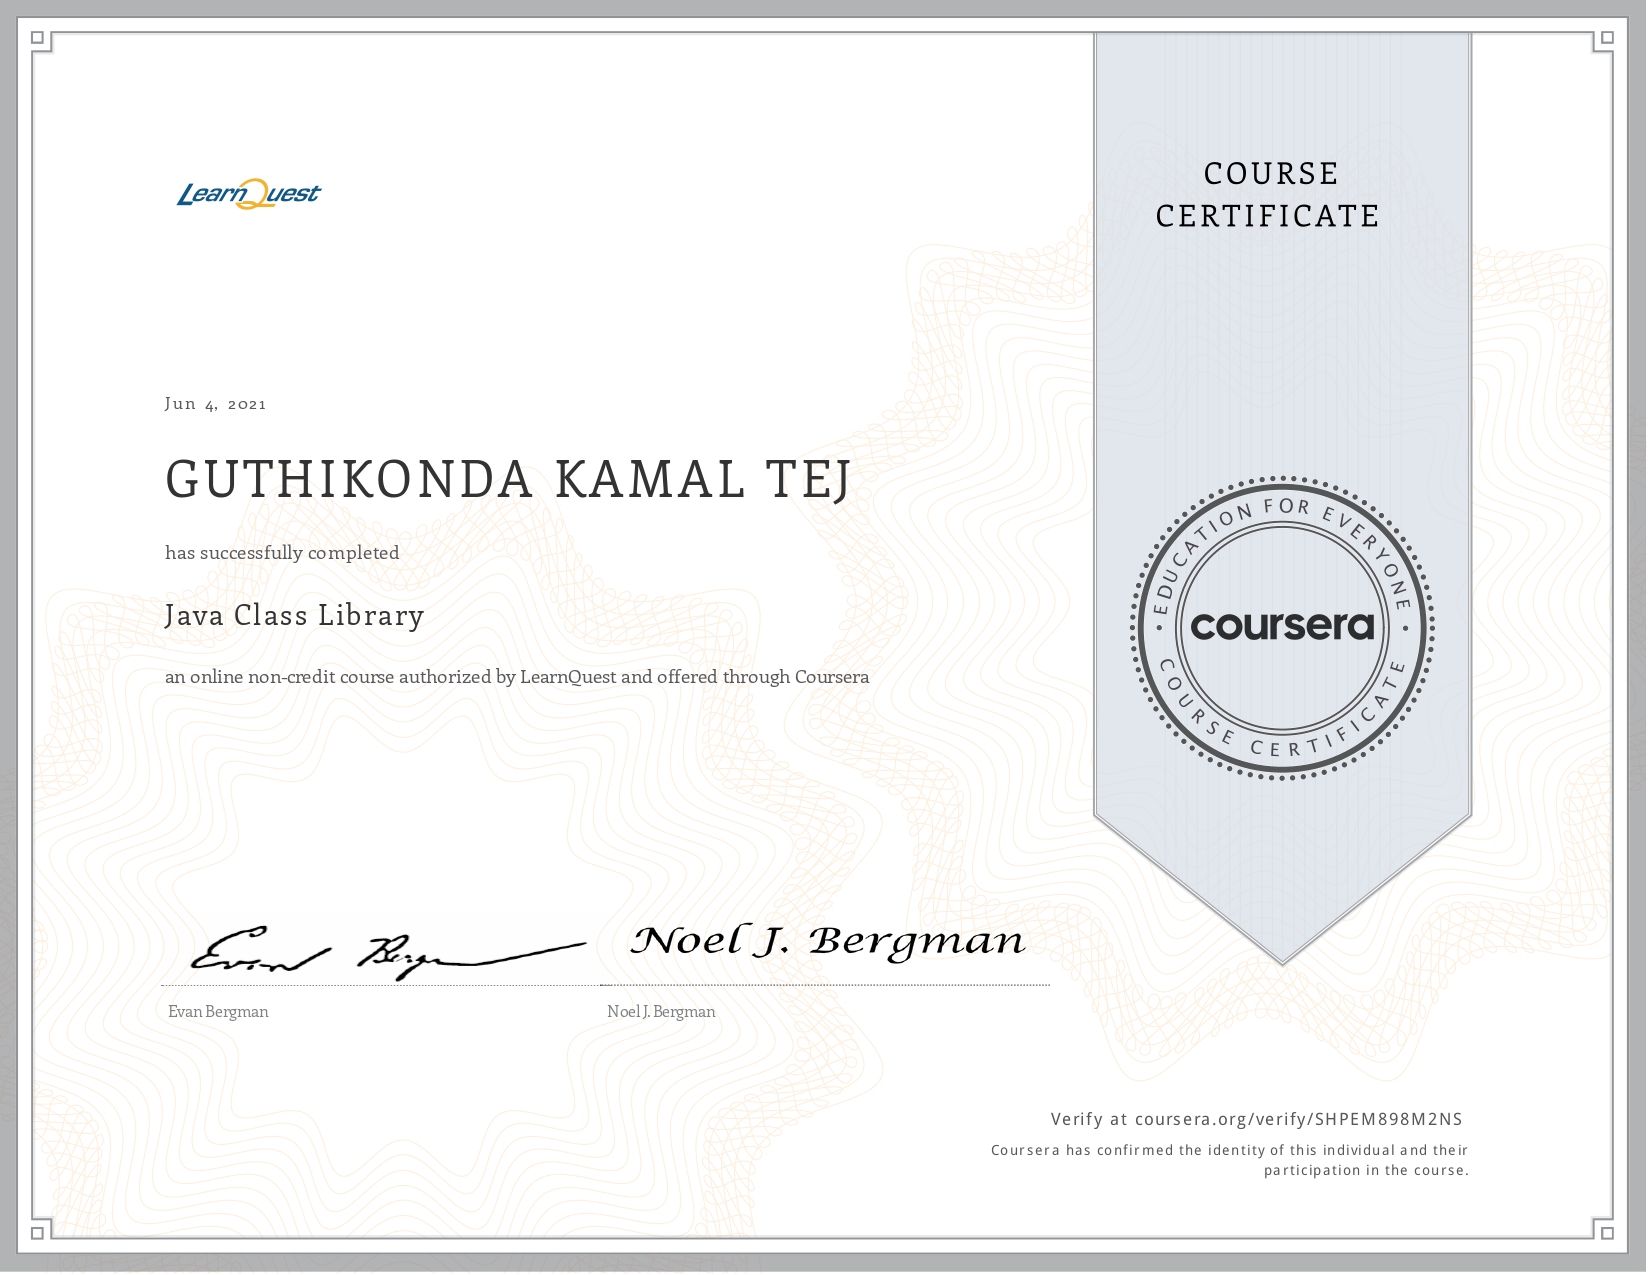 LearnQuest
COURSE
CERTIFICATE
Jun 4, 2021
GUTHIKONDA KAMAL TEJ
has successfully completed
Java Class Library
an online non-credit course authorized by LearnQuest and offered through Coursera
EDUCATION FOR EVERYONE
coursera
COURSE CERTIFICATE
Evan Bergman
Noel J. Bergman
Evan Bergman
Noel J. Bergman
Verify at coursera.org/verify/SHPEM898M2NS
Coursera has confirmed the identity of this individual and their
participation in the course.